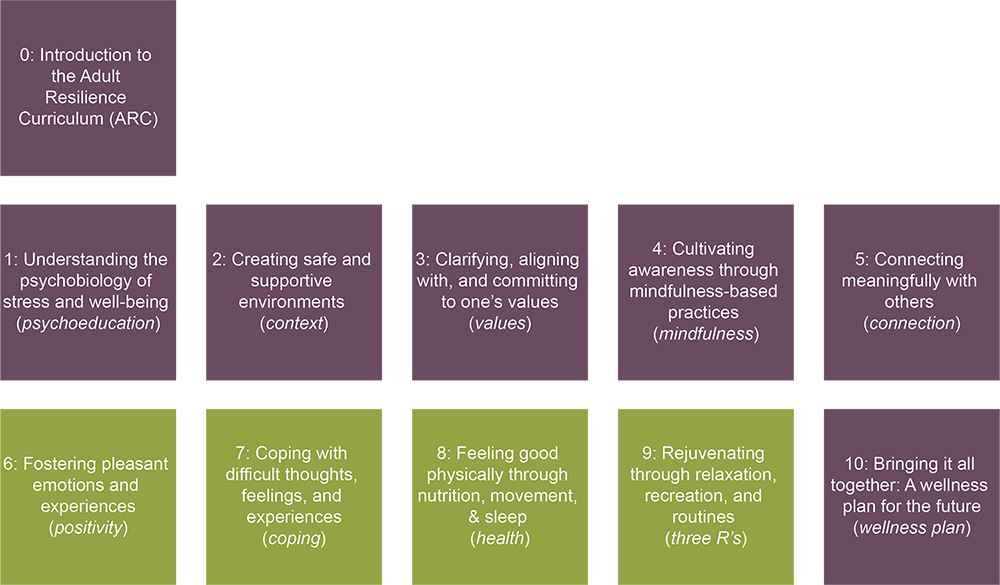 0: Introduction to
the Adult
Resilience
Curriculum (ARC)
1: Understanding the
psychobiology of
stress and well-being
(psychoeducation)
2: Creating safe and
supportive
environments
(context)
3: Clarifying, aligning
with, and committing
to one’s values
(values)
4: Cultivating
awareness through
mindfulness-based
practices
(mindfulness)
5: Connecting
meaningfully with
others
(connection)
6: Fostering pleasant
emotions and
experiences
(positivity)
7: Coping with
difficult thoughts,
feelings, and
experiences
(coping)
8: Feeling good
physically through
nutrition, movement,
& sleep
(health)
9: Rejuvenating
through relaxation,
recreation, and
routines
(three R’s)
10: Bringing it all
together: A wellness
plan for the future
(wellness plan)